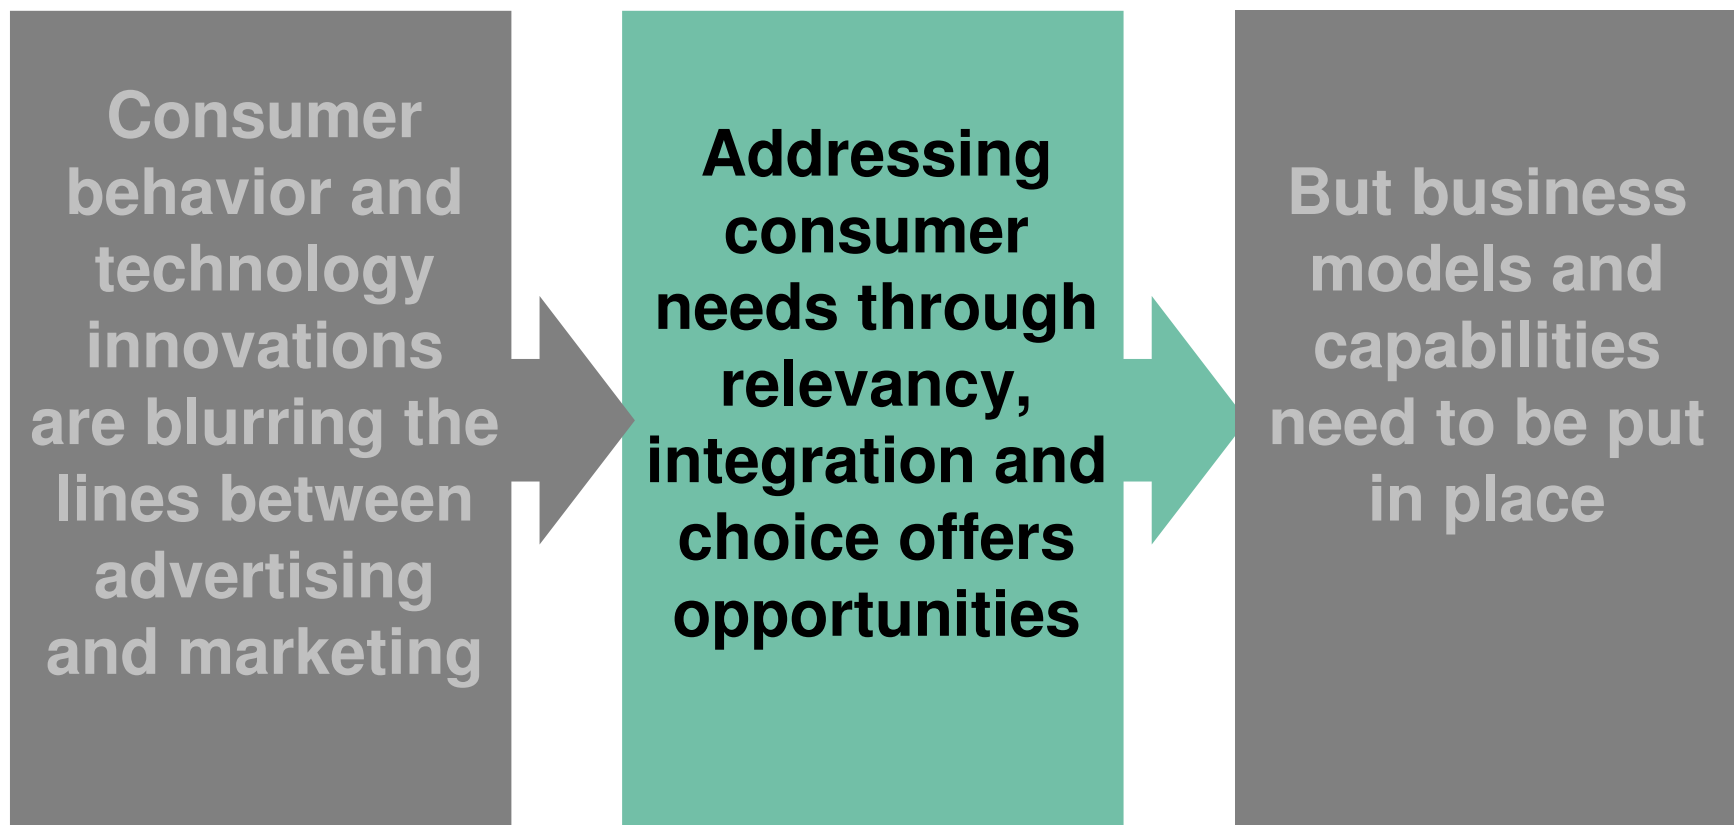 Consumer
behavior and
technology
innovations
are blurring the
lines between
advertising
and marketing
Addressing
consumer
needs through
relevancy,
integration and
choice offers
opportunities
But business
models and
capabilities
need to be put
in place